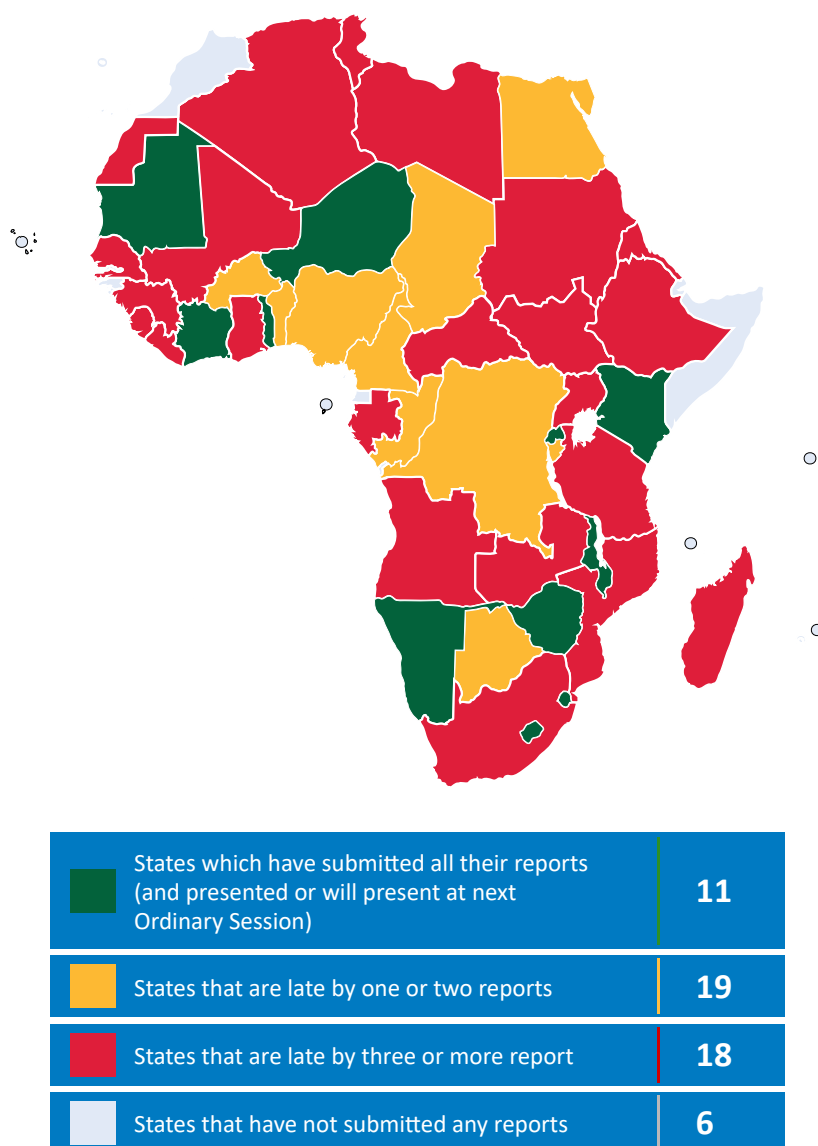 States which have submitted all their reports
(and presented or will present at next
Ordinary Session)
11
States that are late by one or two reports
19
States that are late by three or more report
18
States that have not submitted any reports
6